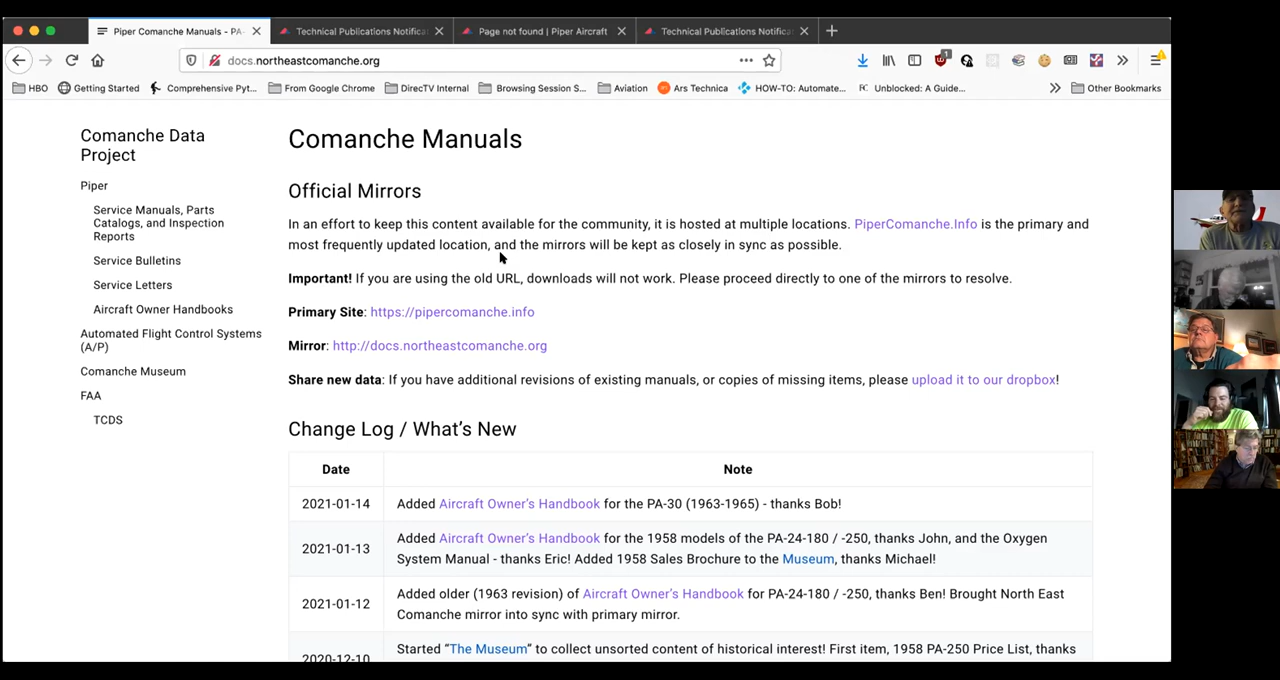 Piper Comanche Manuals - PA-
Technical Publications Notifica
Page not found | Piper Aircraft
Technical Publications Notifica
docs.northeastcomanche.org
1
HBO
Getting Started
Comprehensive Pyt...
From Google Chrome
DirecTV Internal
Browsing Session S...
Aviation
Ars Technica
HOW-TO: Automate...
Unblocked: A Guide...
Other Bookmarks
Comanche Data
Project
Piper
Service Manuals, Parts
Catalogs, and Inspection
Reports
Service Bulletins
Service Letters
Aircraft Owner Handbooks
Automated Flight Control Systems
(A/P)
Comanche Museum
FAA
TCDS
Comanche Manuals
Official Mirrors
In an effort to keep this content available for the community, it is hosted at multiple locations. PiperComanche.Info is the primary and
most frequently updated location, and the mirrors will be kept as closely in sync as possible.
Important! If you are using the old URL, downloads will not work. Please proceed directly to one of the mirrors to resolve.
Primary Site: https://pipercomanche.info
Mirror: http://docs.northeastcomanche.org
Share new data: If you have additional revisions of existing manuals, or copies of missing items, please upload it to our dropbox!
Change Log / What's New
Date Note
2021-01-14 Added Aircraft Owner's Handbook for the PA-30 (1963-1965) - thanks Bob!
2021-01-13 Added Aircraft Owner's Handbook for the 1958 models of the PA-24-180 / -250, thanks John, and the Oxygen
System Manual - thanks Eric! Added 1958 Sales Brochure to the Museum, thanks Michael!
2021-01-12 Added older (1963 revision) of Aircraft Owner's Handbook for PA-24-180 / -250, thanks Ben! Brought North East
Comanche mirror into sync with primary mirror.
2020-12-10 Started “The Museum” to collect unsorted content of historical interest! First item, 1958 PA-250 Price List, thanks